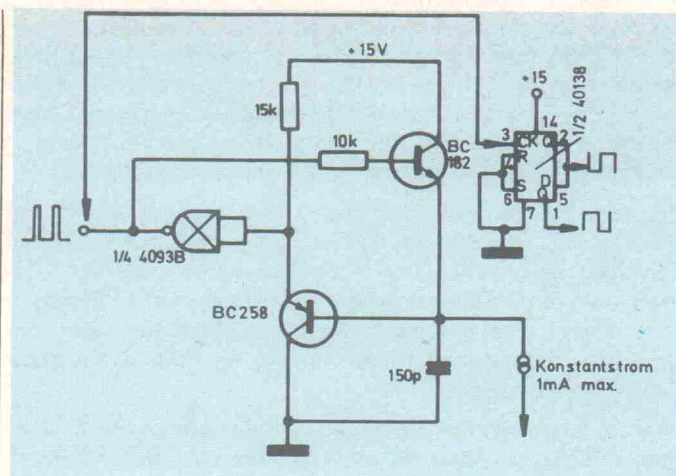 +15V
15k
10k
BC
182
1/4 4093B
BC258
150p
Konstantstrom
1mA max.
+15
14
1/2 40138
3
CK
Q
2
R
4
S
D
6
5
7
Q
1